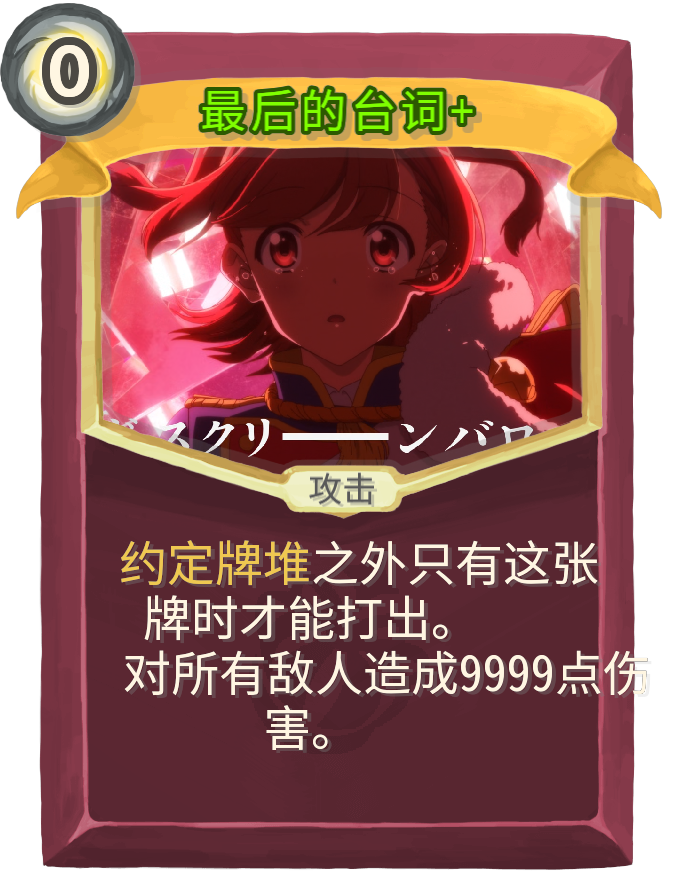 0
最后的台词+
スクリーーンバロ
攻击
约定牌堆之外只有这张
牌时才能打出。
对所有敌人造成9999点伤
害。